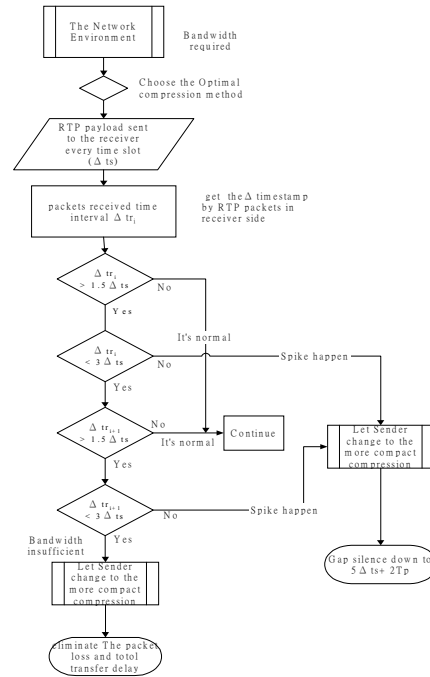 The Network
Environment
Bandwidth
required
Choose the Optimal
compression method
RTP payload sent
to the receiver
every time slot
(Δ ts)
packets received time
interval Δ tri
get the Δ timestamp
by RTP packets in
receiver side
Δ tri
> 1.5 Δ ts
No
Yes
It's normal
Δ tri
< 3 Δ ts
No
Spike happen
Yes
Δ tri+1
> 1.5 Δ ts
No
It's normal
Continue
Let Sender
change to the
more compact
compression
Yes
Δ tri+1
< 3 Δ ts
No
Spike happen
Bandwidth
insufficient
Yes
Gap silence down to
5 Δ ts+ 2Tp
Let Sender
change to the
more compact
compression
eliminate The packet
loss and totol
transfer delay